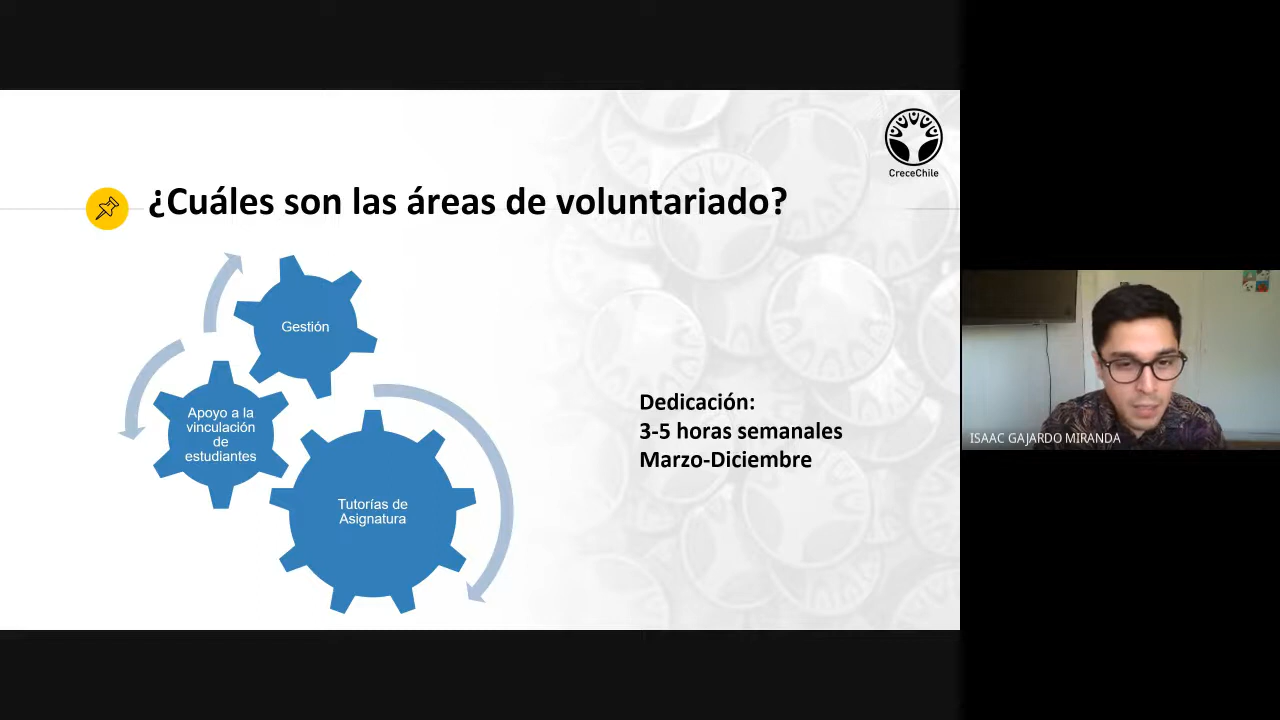 CreceChile
¿Cuáles son las áreas de voluntariado?
Gestión
Apoyo a la
vinculación
de
estudiantes
Tutorías de
Asignatura
Dedicación:
3-5 horas semanales
Marzo-Diciembre
ISAAC GAJARDO MIRANDA